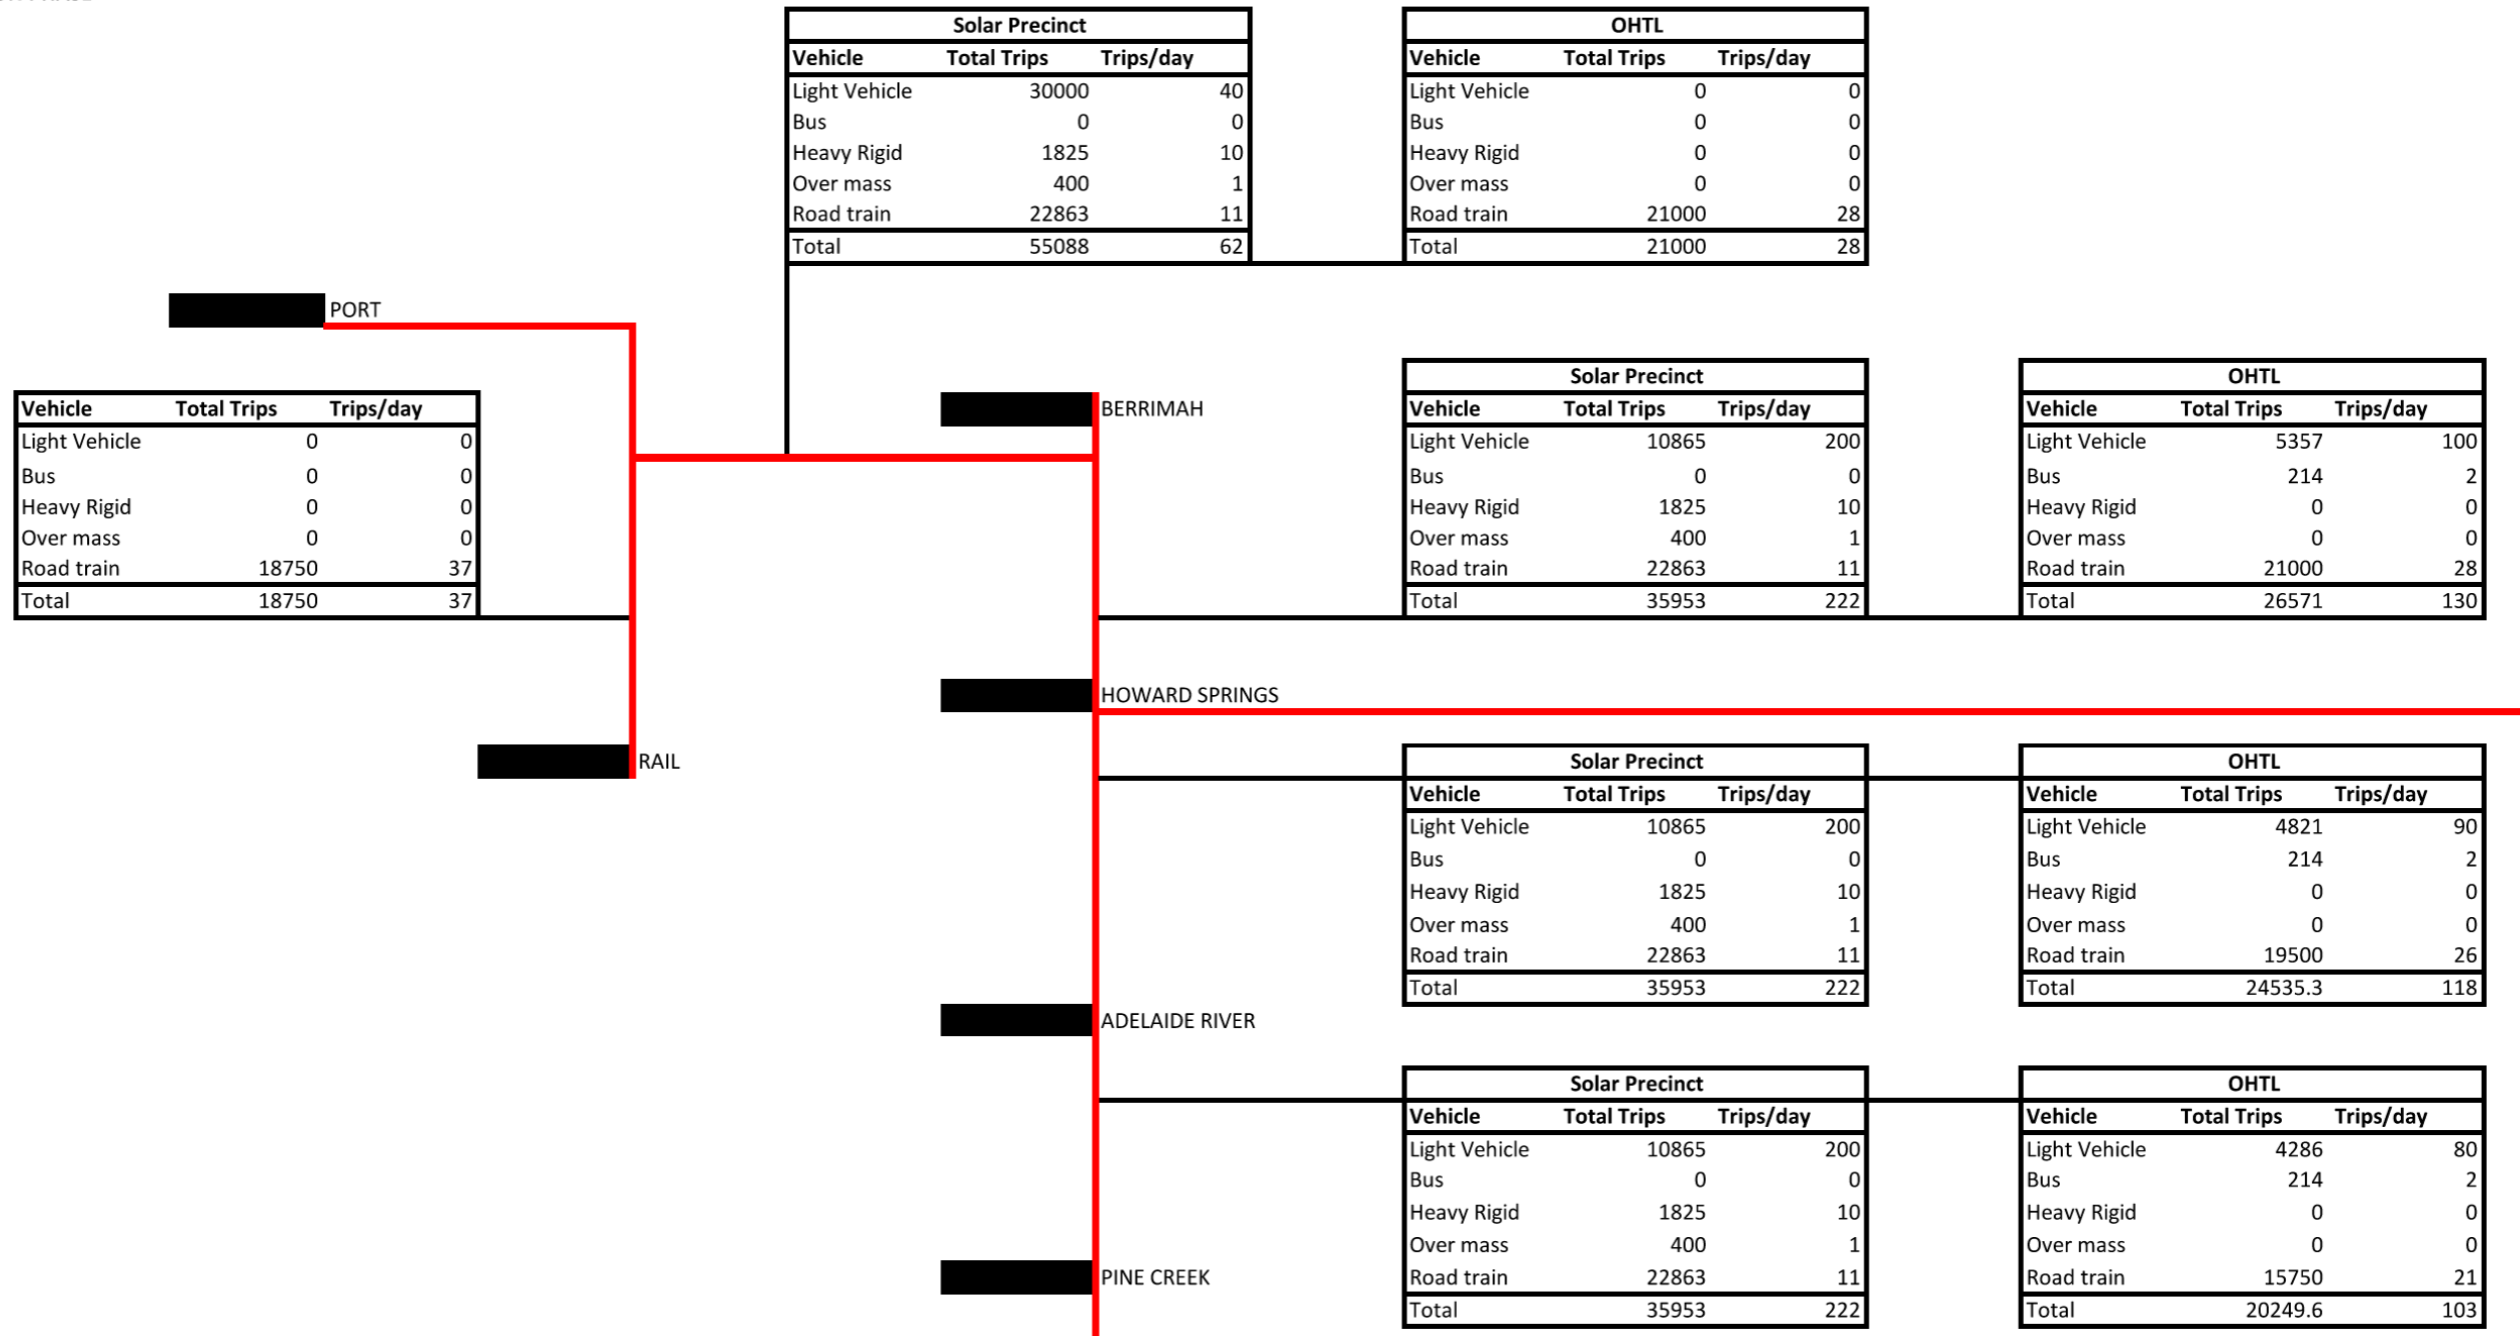 Solar Precinct
Vehicle Total Trips Trips/day
Light Vehicle 30000 40
Bus 0 0
Heavy Rigid 1825 10
Over mass 400 1
Road train 22863 11
Total 55088 62
OHTL
Vehicle Total Trips Trips/day
Light Vehicle 0 0
Bus 0 0
Heavy Rigid 0 0
Over mass 0 0
Road train 21000 28
Total 21000 28
PORT
Vehicle Total Trips Trips/day
Light Vehicle 0 0
Bus 0 0
Heavy Rigid 0 0
Over mass 0 0
Road train 18750 37
Total 18750 37
BERRIMAH
Solar Precinct
Vehicle Total Trips Trips/day
Light Vehicle 10865 200
Bus 0 0
Heavy Rigid 1825 10
Over mass 400 1
Road train 22863 11
Total 35953 222
OHTL
Vehicle Total Trips Trips/day
Light Vehicle 5357 100
Bus 214 2
Heavy Rigid 0 0
Over mass 0 0
Road train 21000 28
Total 26571 130
HOWARD SPRINGS
RAIL
Solar Precinct
Vehicle Total Trips Trips/day
Light Vehicle 10865 200
Bus 0 0
Heavy Rigid 1825 10
Over mass 400 1
Road train 22863 11
Total 35953 222
OHTL
Vehicle Total Trips Trips/day
Light Vehicle 4821 90
Bus 214 2
Heavy Rigid 0 0
Over mass 0 0
Road train 19500 26
Total 24535.3 118
ADELAIDE RIVER
Solar Precinct
Vehicle Total Trips Trips/day
Light Vehicle 10865 200
Bus 0 0
Heavy Rigid 1825 10
Over mass 400 1
Road train 22863 11
Total 35953 222
OHTL
Vehicle Total Trips Trips/day
Light Vehicle 4286 80
Bus 214 2
Heavy Rigid 0 0
Over mass 0 0
Road train 15750 21
Total 20249.6 103
PINE CREEK